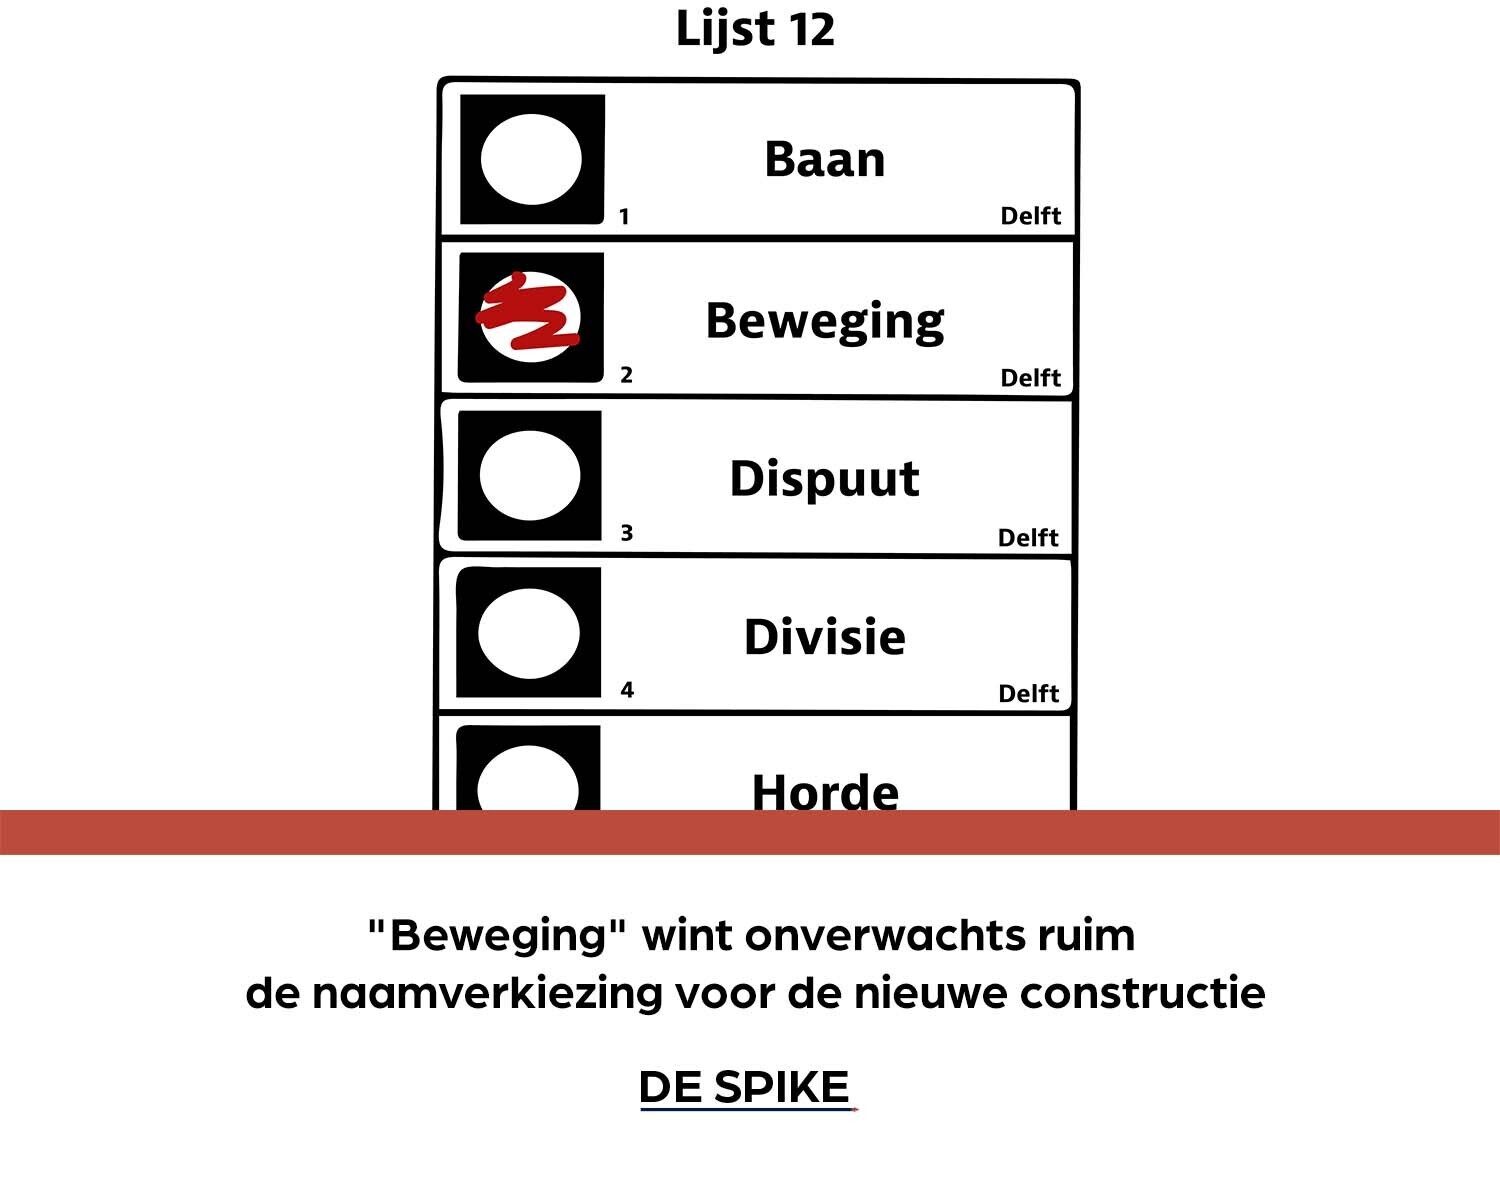 Lijst 12
Baan
1
Delft
Beweging
2
Delft
Dispuut
3
Delft
Divisie
4
Delft
Horde
"Beweging" wint onverwachts ruim
de naamverkiezing voor de nieuwe constructie
DE SPIKE